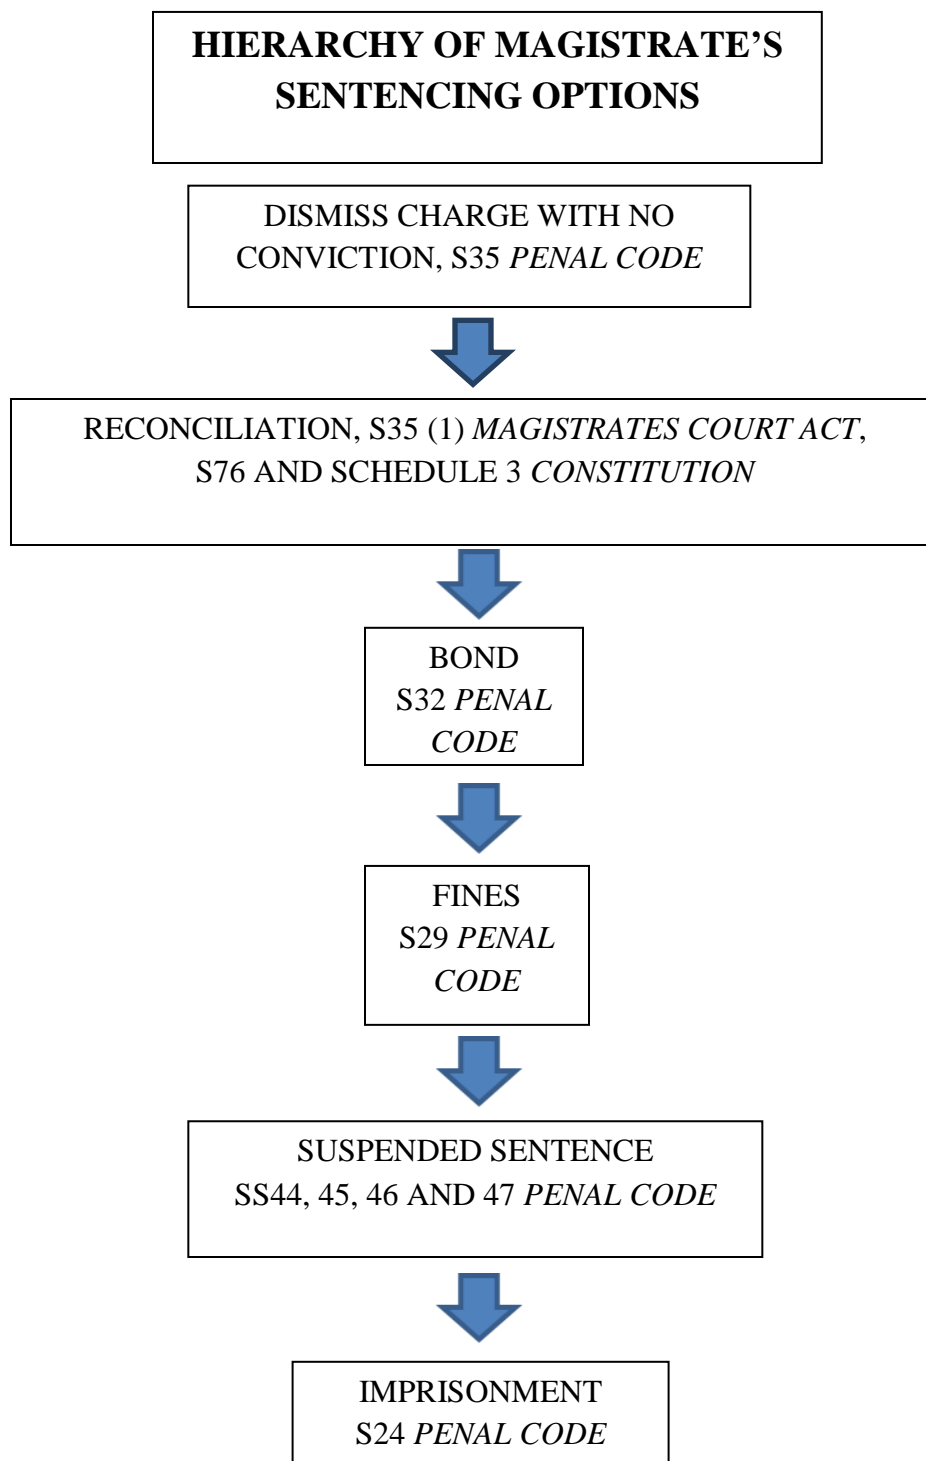 HIERARCHY OF MAGISTRATE’S
SENTENCING OPTIONS
DISMISS CHARGE WITH NO
CONVICTION, S35 PENAL CODE
RECONCILIATION, S35 (1) MAGISTRATES COURT ACT,
S76 AND SCHEDULE 3 CONSTITUTION
BOND
S32 PENAL
CODE
FINES
S29 PENAL
CODE
SUSPENDED SENTENCE
SS44, 45, 46 AND 47 PENAL CODE
IMPRISONMENT
S24 PENAL CODE